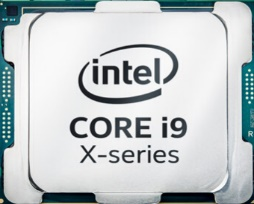 intel
CORE i9
X-series
R